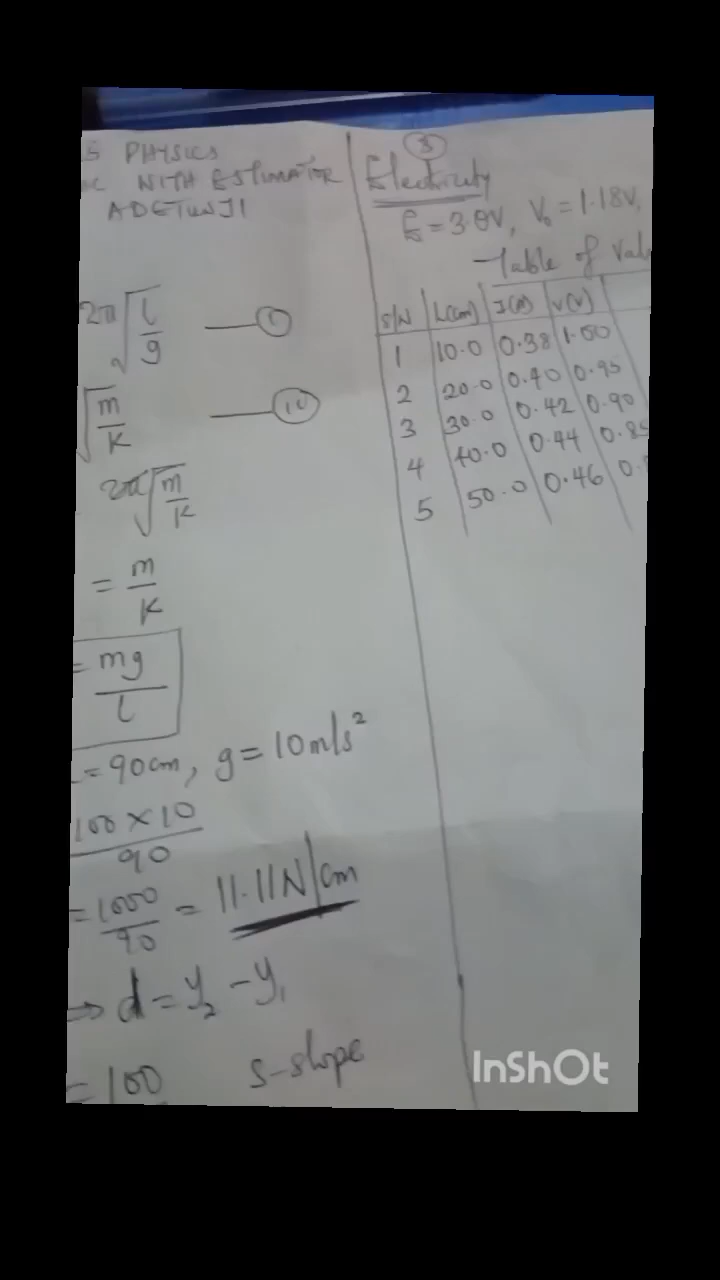 PHYSICS
WITH ESTIMATOR
ADETUNJI
2π√l/g — (i)
√m/k — (ii)
2π√m/k
= m/k
= mg/l
= 90cm, g = 10m/s²
100 × 10/90
= 1000/90 = 11.11N/cm
⇒ d = y₂ - y₁
= 100 s-slope
(3)
Electricity
E = 3.0V, V₀ = 1.18V,
Table of
S/N L(cm) I(A) V(V)
1 10.0 0.38 1.00
2 20.0 0.40 0.95
3 30.0 0.42 0.90
4 40.0 0.44
5 50.0 0.46
InShOt